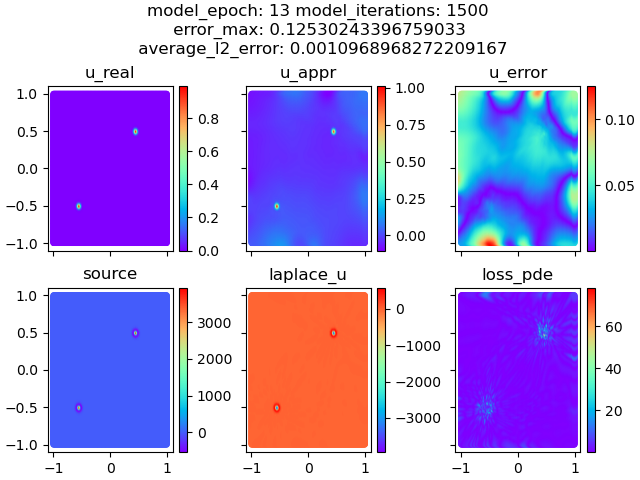 model_epoch: 13 model_iterations: 1500
error_max: 0.12530243396759033
average_l2_error: 0.0010968968272209167
u_real
u_appr
u_error
1.0
0.5
0.0
−0.5
−1.0
0.8
0.6
0.4
0.2
0.0
1.00
0.75
0.50
0.25
0.00
0.10
0.05
source
laplace_u
loss_pde
1.0
0.5
0.0
−0.5
−1.0
3000
2000
1000
0
0
−1000
−2000
−3000
60
40
20
−1 0 1
−1 0 1
−1 0 1